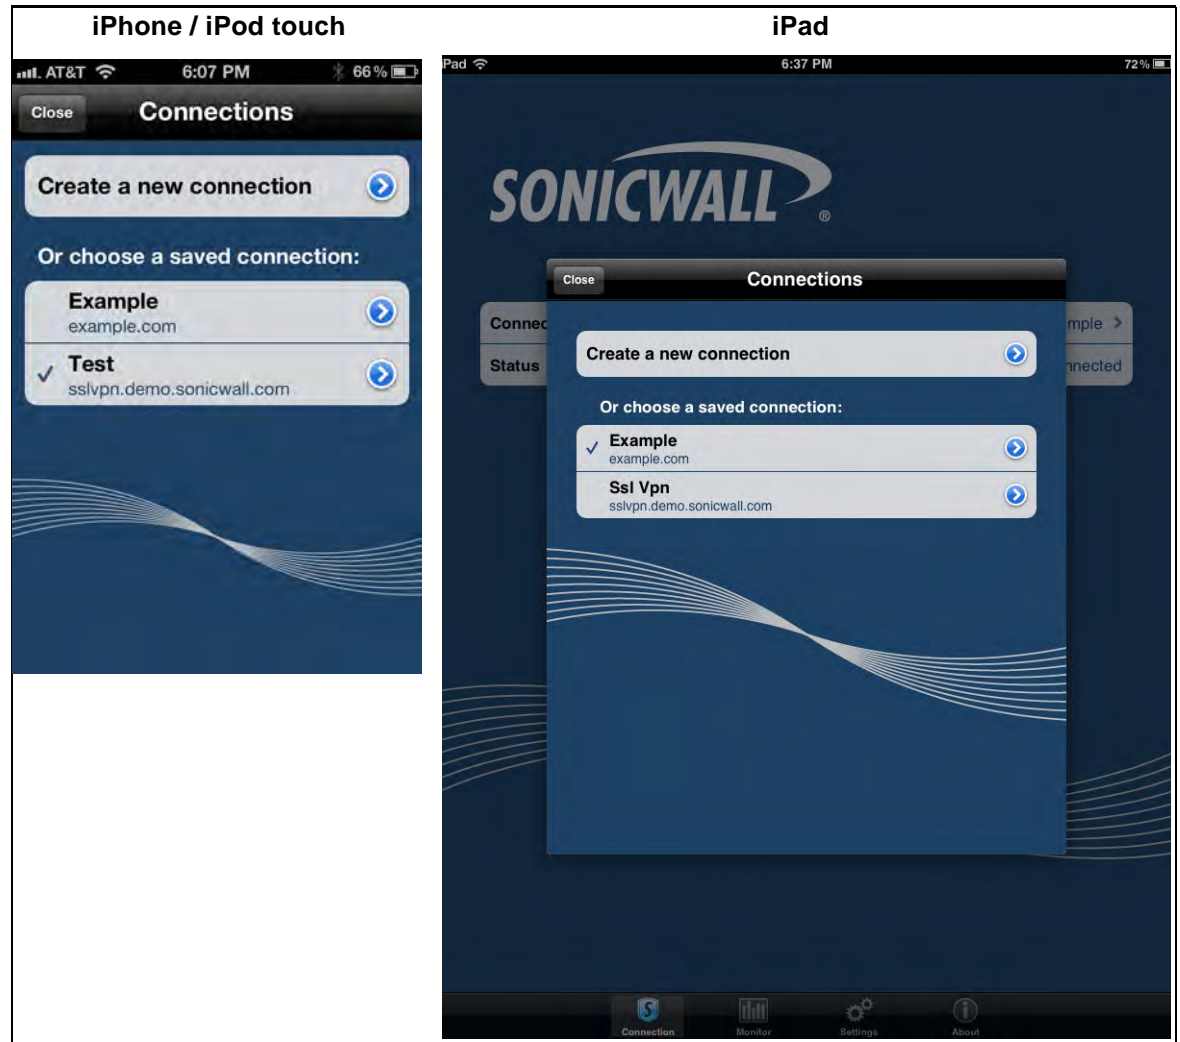 iPhone / iPod touch
AT&T 6:07 PM 66%
Close Connections
Create a new connection
Or choose a saved connection:
Example
example.com
✓ Test
sslvpn.demo.sonicwall.com
iPad
iPad 6:37 PM 72%
SONICWALL®
Connec
mple >
Status
nnected
Close Connections
Create a new connection
Or choose a saved connection:
✓ Example
example.com
Ssl Vpn
sslvpn.demo.sonicwall.com
Connection Monitor Settings About